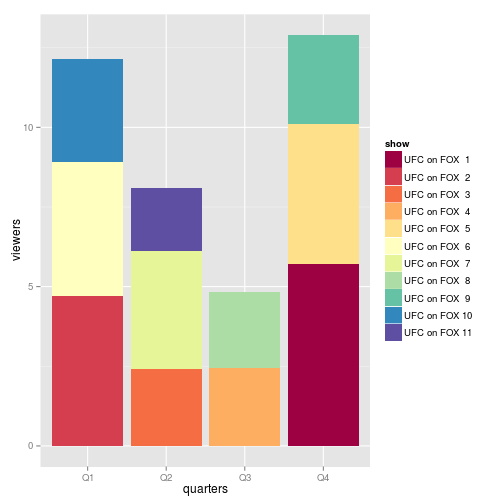 viewers
10
5
0
Q1 Q2 Q3 Q4
quarters
show
UFC on FOX 1
UFC on FOX 2
UFC on FOX 3
UFC on FOX 4
UFC on FOX 5
UFC on FOX 6
UFC on FOX 7
UFC on FOX 8
UFC on FOX 9
UFC on FOX 10
UFC on FOX 11